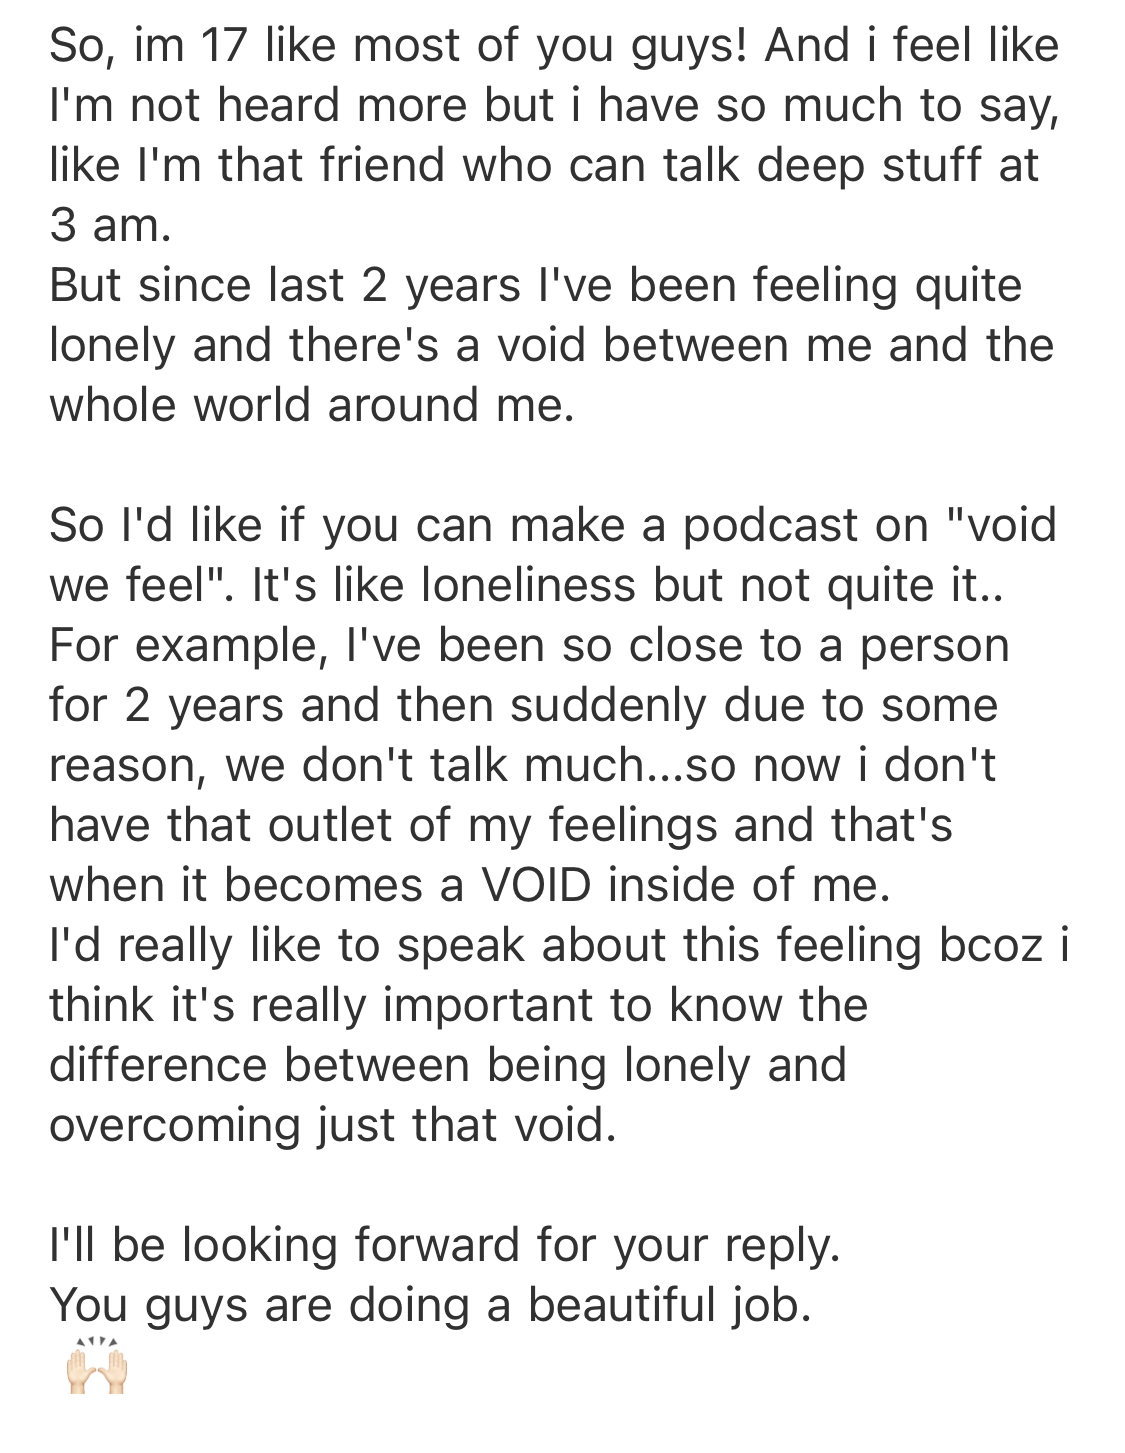 So, im 17 like most of you guys! And i feel like
I'm not heard more but i have so much to say,
like I'm that friend who can talk deep stuff at
3 am.
But since last 2 years I've been feeling quite
lonely and there's a void between me and the
whole world around me.
So I'd like if you can make a podcast on "void
we feel". It's like loneliness but not quite it..
For example, I've been so close to a person
for 2 years and then suddenly due to some
reason, we don't talk much...so now i don't
have that outlet of my feelings and that's
when it becomes a VOID inside of me.
I'd really like to speak about this feeling bcoz i
think it's really important to know the
difference between being lonely and
overcoming just that void.
I'll be looking forward for your reply.
You guys are doing a beautiful job.
🙌🏻